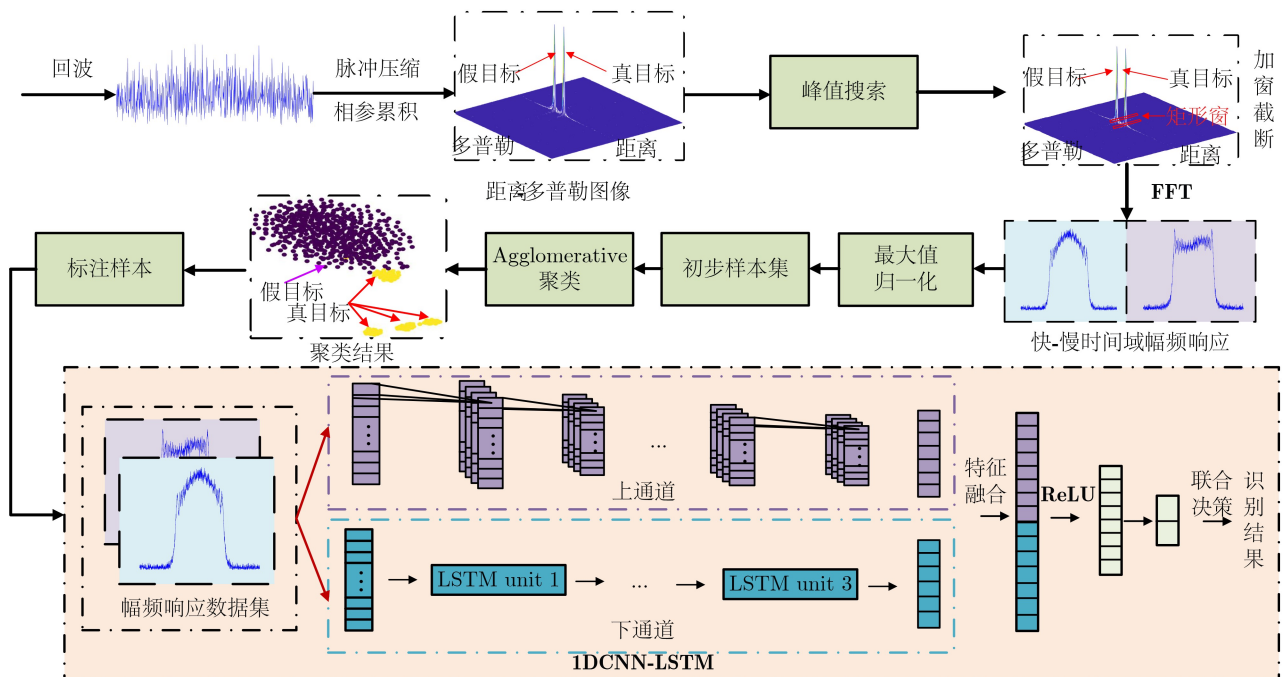 回波
脉冲压缩
相参累积
假目标
真目标
多普勒
距离
距离多普勒图像
峰值搜索
假目标
真目标
矩形窗
多普勒
距离
加窗截断
FFT
标注样本
假目标
真目标
聚类结果
Agglomerative
聚类
初步样本集
最大值
归一化
快-慢时间域幅频响应
幅频响应数据集
...
上通道
LSTM unit 1
...
LSTM unit 3
下通道
1DCNN-LSTM
特征
融合
ReLU
联合
决策
识别结果